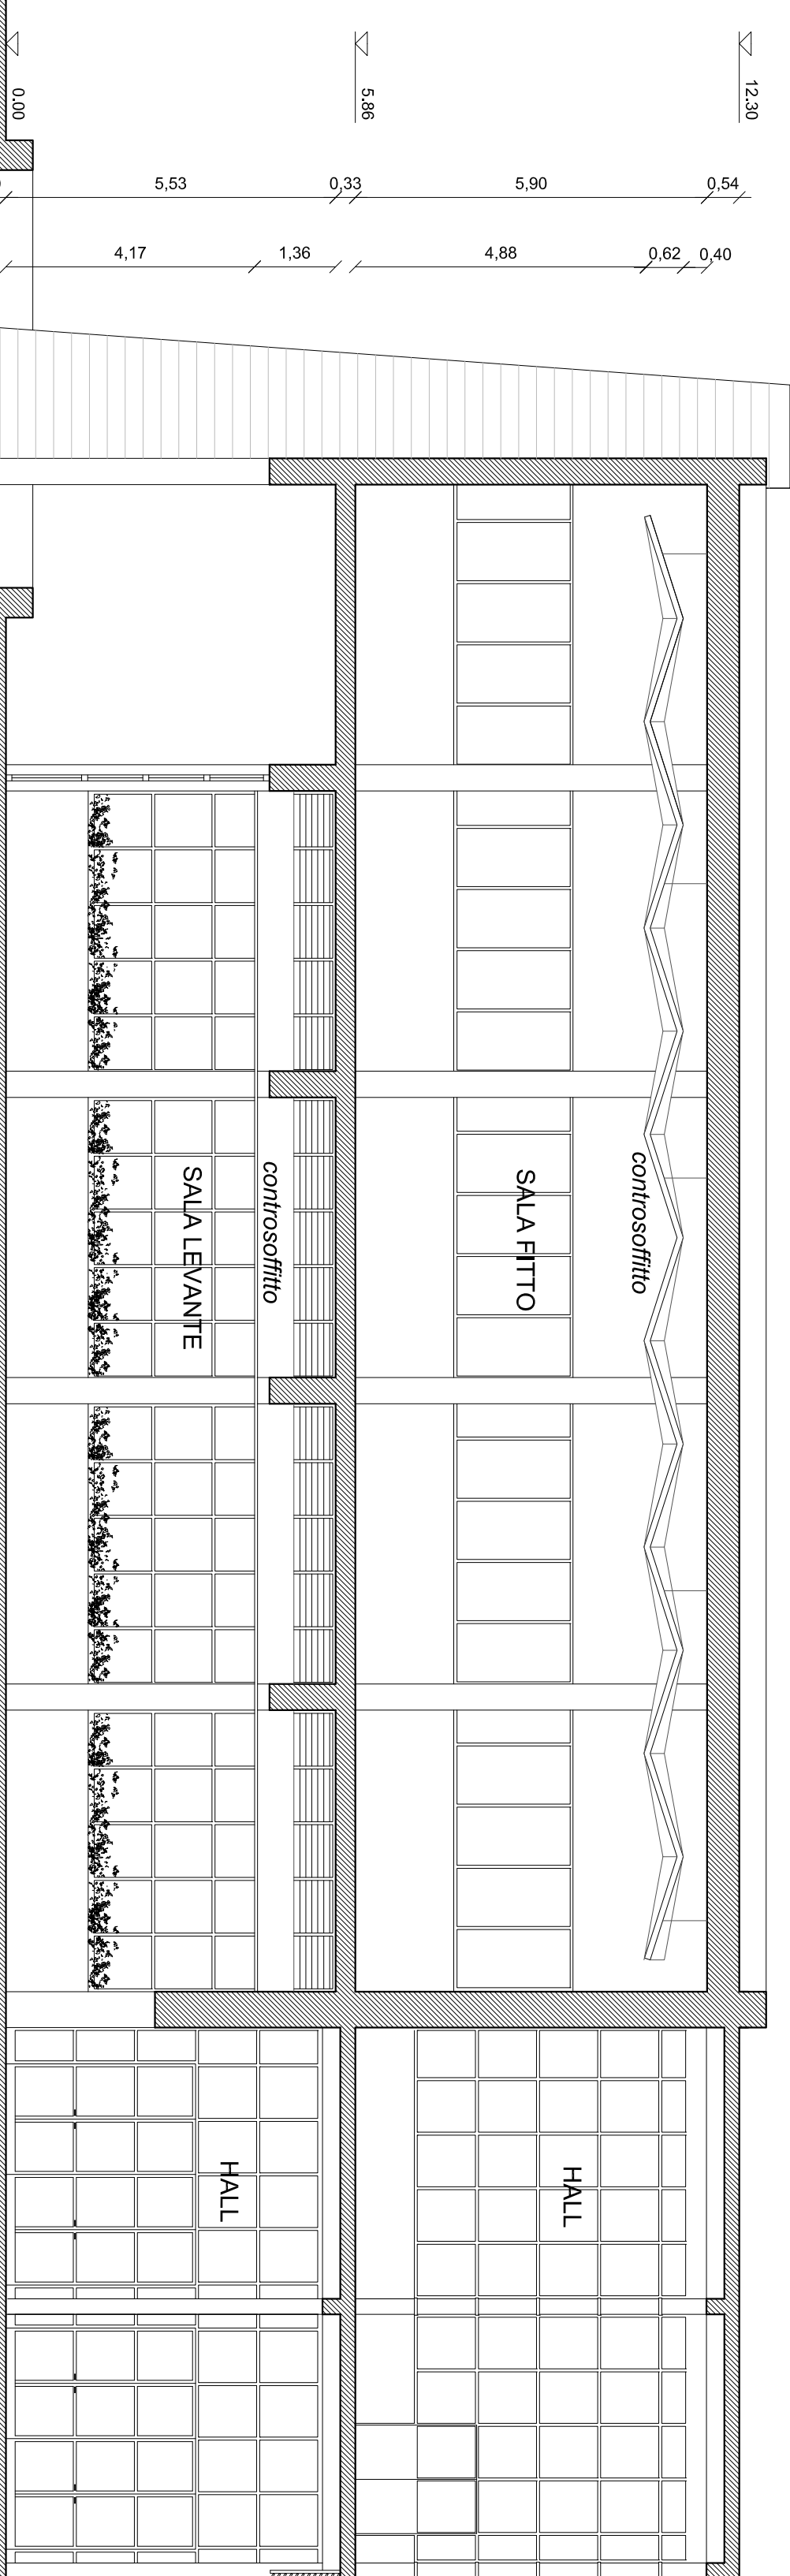 0.00
5.86
12.30
5,53
0,33
5,90
0,54
4,17
1,36
4,88
0,62
0,40
controsoffitto
SALA FITTO
controsoffitto
SALA LEVANTE
HALL
HALL